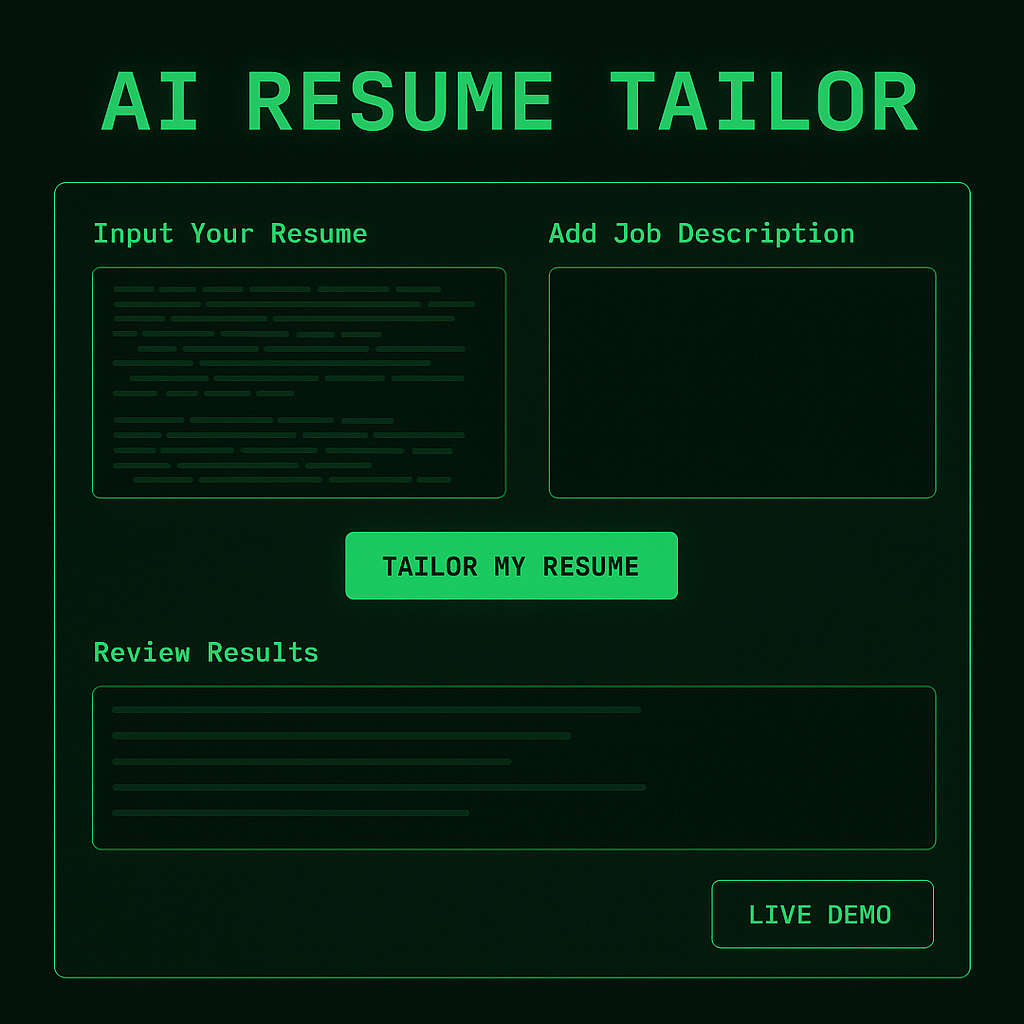 AI RESUME TAILOR
Input Your Resume
Add Job Description
TAILOR MY RESUME
Review Results
LIVE DEMO